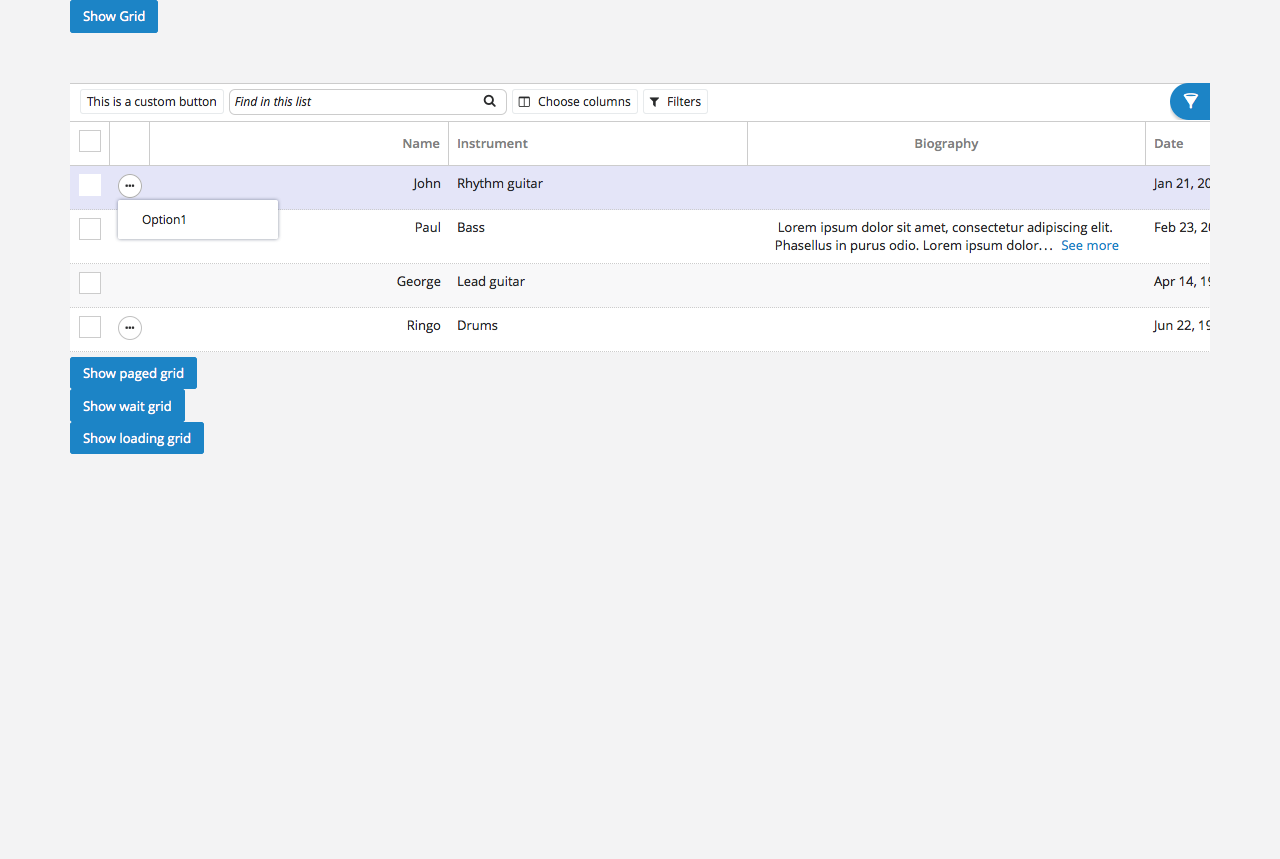 Show Grid
This is a custom button
Find in this list
Choose columns
Filters
Name Instrument Biography Date
John Rhythm guitar Jan 21, 20
Option1
Paul Bass Lorem ipsum dolor sit amet, consectetur adipiscing elit. Feb 23, 20
Phasellus in purus odio. Lorem ipsum dolor... See more
George Lead guitar Apr 14, 19
Ringo Drums Jun 22, 19
Show paged grid
Show wait grid
Show loading grid